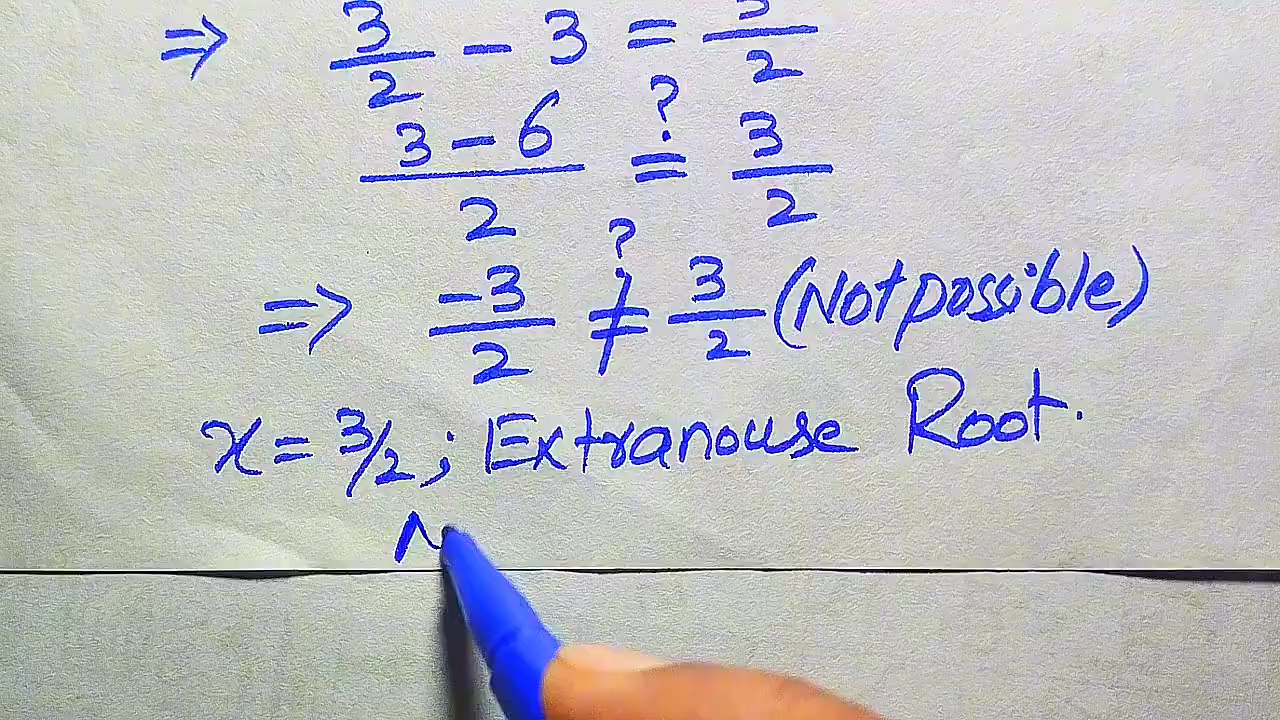 ⇒ 3/2 - 3 = 3/2
(3 - 6)/2 ≟ 3/2
⇒ -3/2 ≠? 3/2 (Not possible)
x = 3/2 ; Extranouse Root.
N